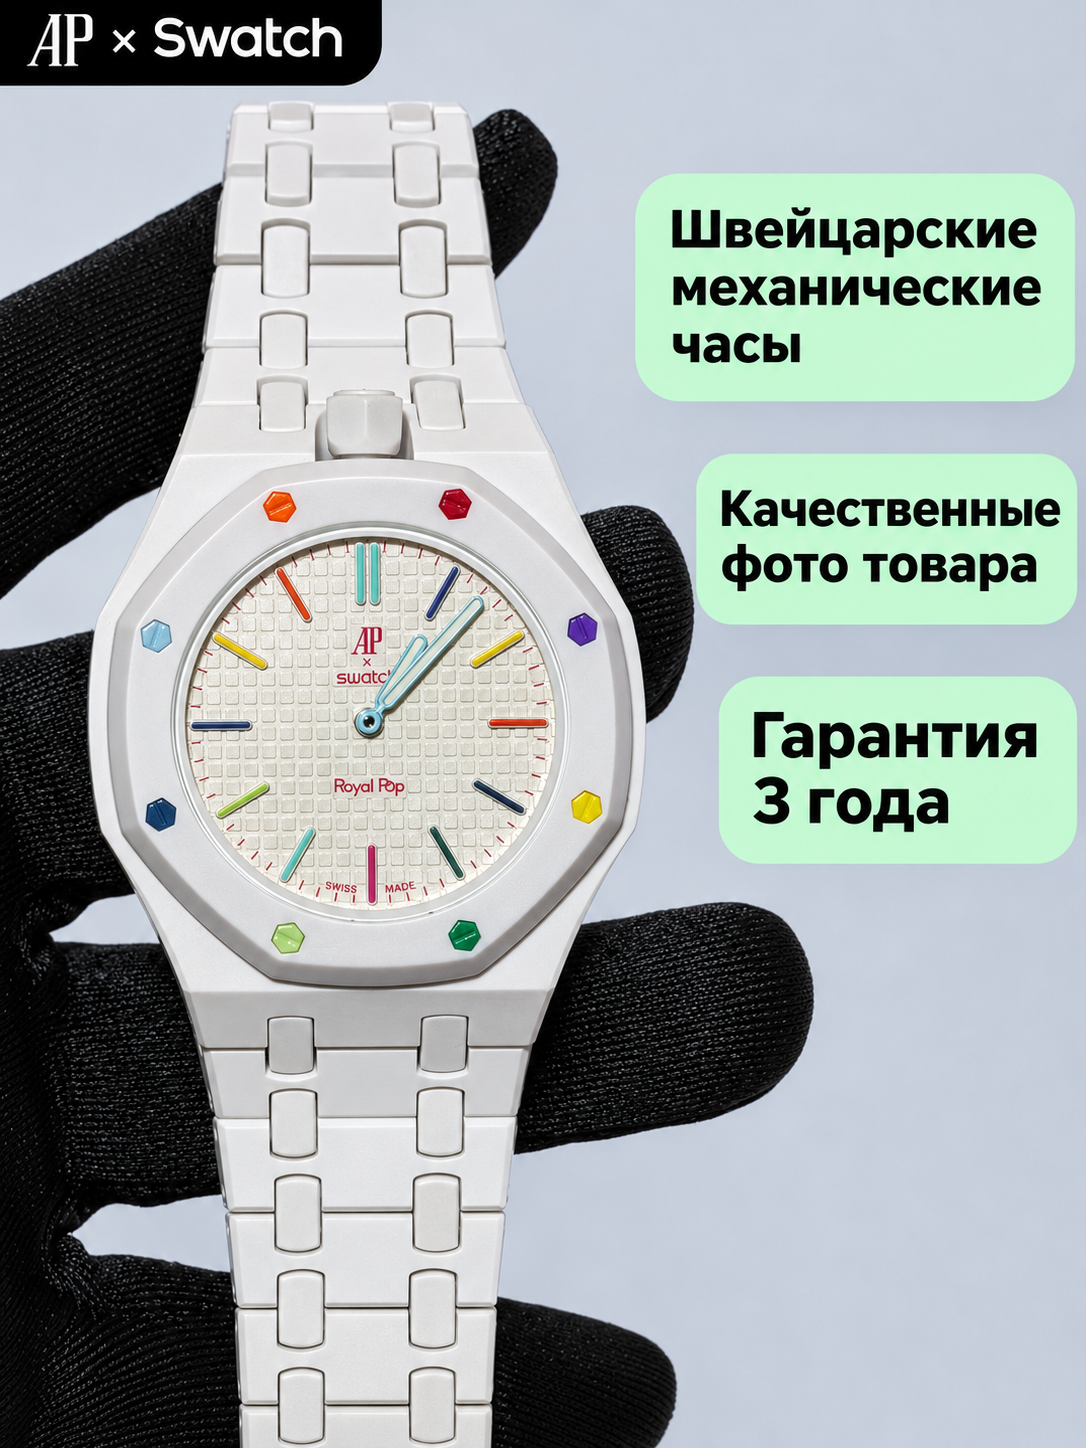 AP × Swatch
Швейцарские
механические
часы
Качественные
фото товара
Гарантия
3 года
AP
×
swatch
Royal Pop
SWISS MADE